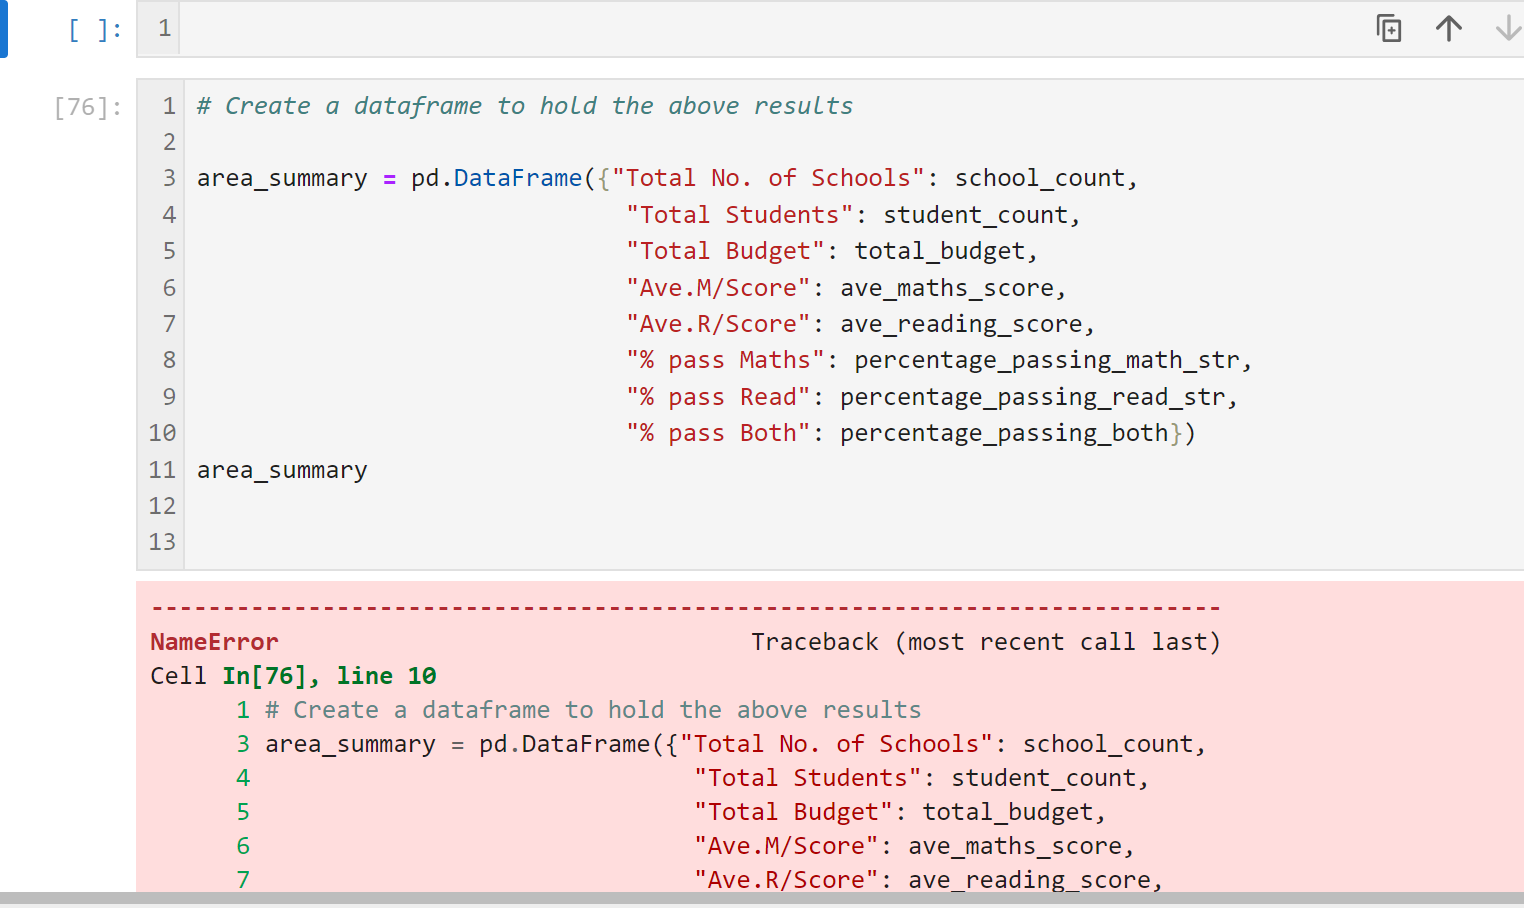 [ ]: 1
[76]: 1 # Create a dataframe to hold the above results
2
3 area_summary = pd.DataFrame({"Total No. of Schools": school_count,
4 "Total Students": student_count,
5 "Total Budget": total_budget,
6 "Ave.M/Score": ave_maths_score,
7 "Ave.R/Score": ave_reading_score,
8 "% pass Maths": percentage_passing_math_str,
9 "% pass Read": percentage_passing_read_str,
10 "% pass Both": percentage_passing_both})
11 area_summary
12
13
---------------------------------------------------------------------------
NameError Traceback (most recent call last)
Cell In[76], line 10
1 # Create a dataframe to hold the above results
3 area_summary = pd.DataFrame({"Total No. of Schools": school_count,
4 "Total Students": student_count,
5 "Total Budget": total_budget,
6 "Ave.M/Score": ave_maths_score,
7 "Ave.R/Score": ave_reading_score,